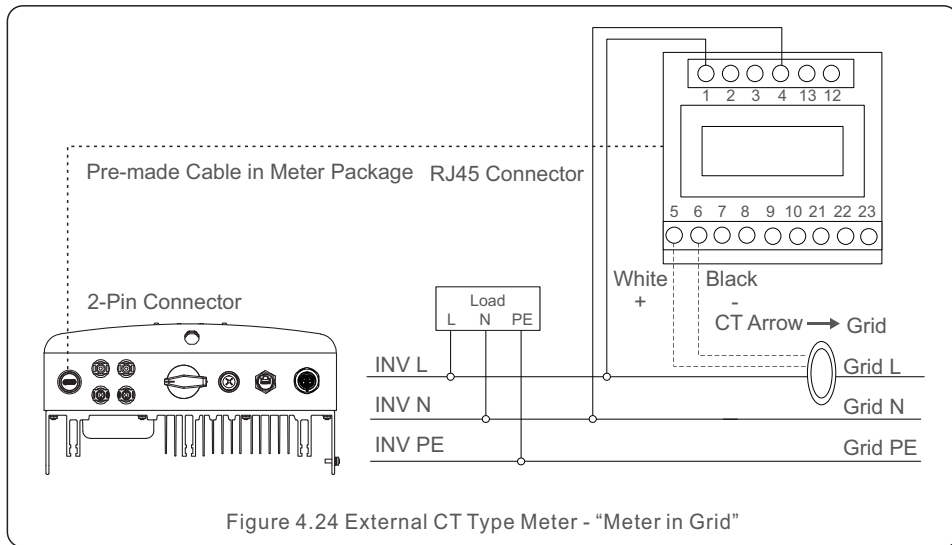 1 2 3 4 13 12
Pre-made Cable in Meter Package RJ45 Connector
5 6 7 8 9 10 21 22 23
White Black
+ -
2-Pin Connector
Load
L N PE
CT Arrow → Grid
INV L Grid L
INV N Grid N
INV PE Grid PE
Figure 4.24 External CT Type Meter - “Meter in Grid”